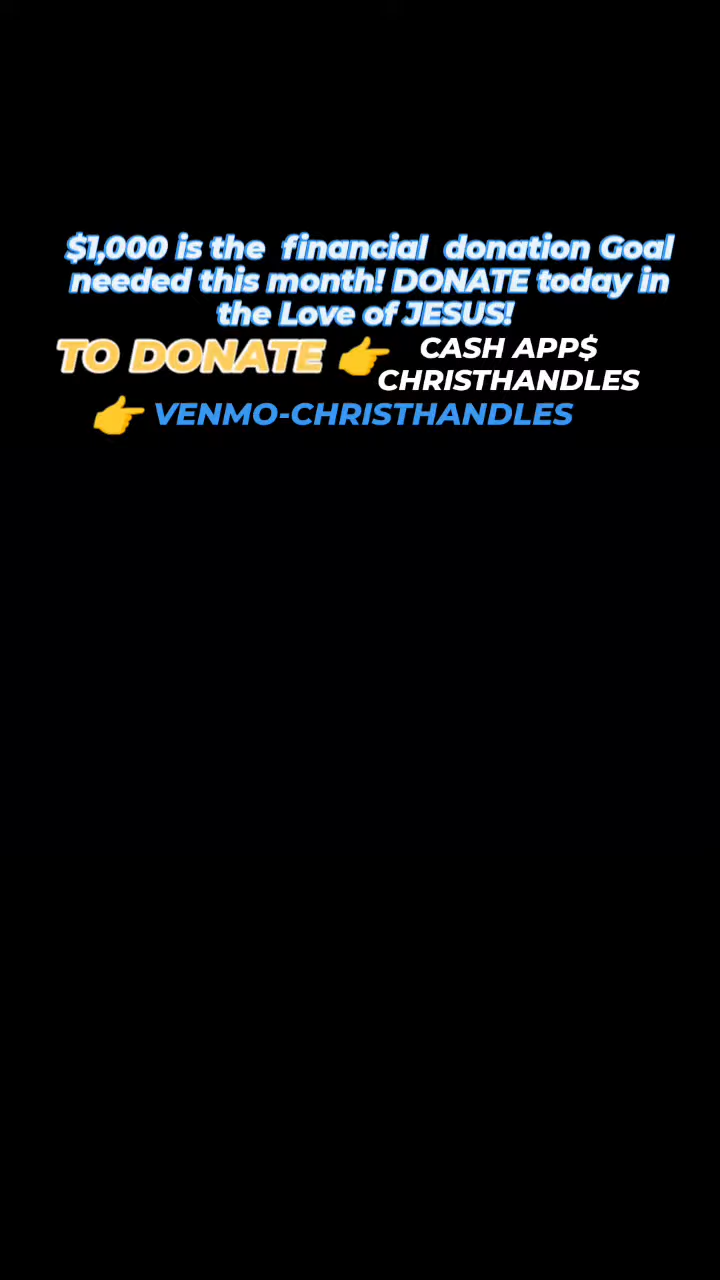 $1,000 is the financial donation Goal
needed this month! DONATE today in
the Love of JESUS!
TO DONATE 👉 CASH APP$
CHRISTHANDLES
👉 VENMO-CHRISTHANDLES